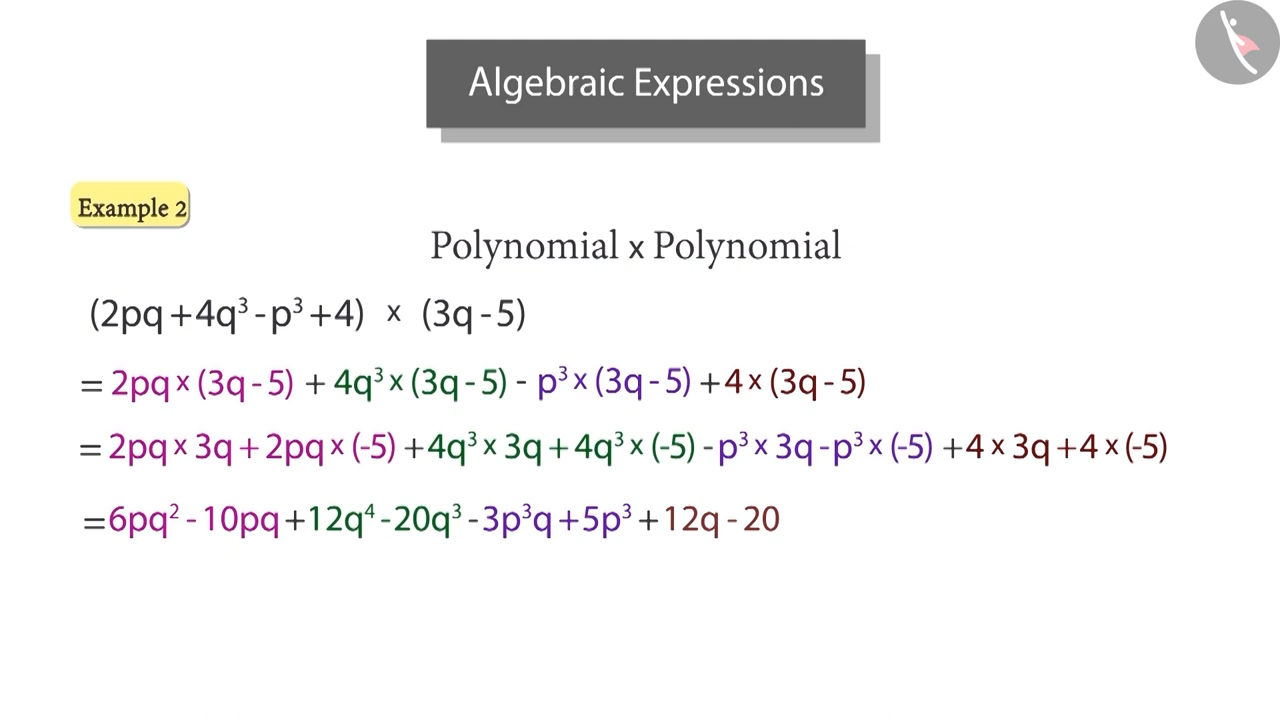 Algebraic Expressions
Example 2
Polynomial x Polynomial
(2pq+4q³-p³+4) x (3q-5)
= 2pq x (3q-5) + 4q³ x (3q-5) - p³ x (3q-5) +4 x (3q-5)
= 2pq x 3q+2pq x (-5) +4q³ x 3q+4q³ x (-5) -p³ x 3q-p³ x (-5) +4 x 3q+4 x (-5)
=6pq²-10pq+12q⁴-20q³-3p³q+5p³+12q-20